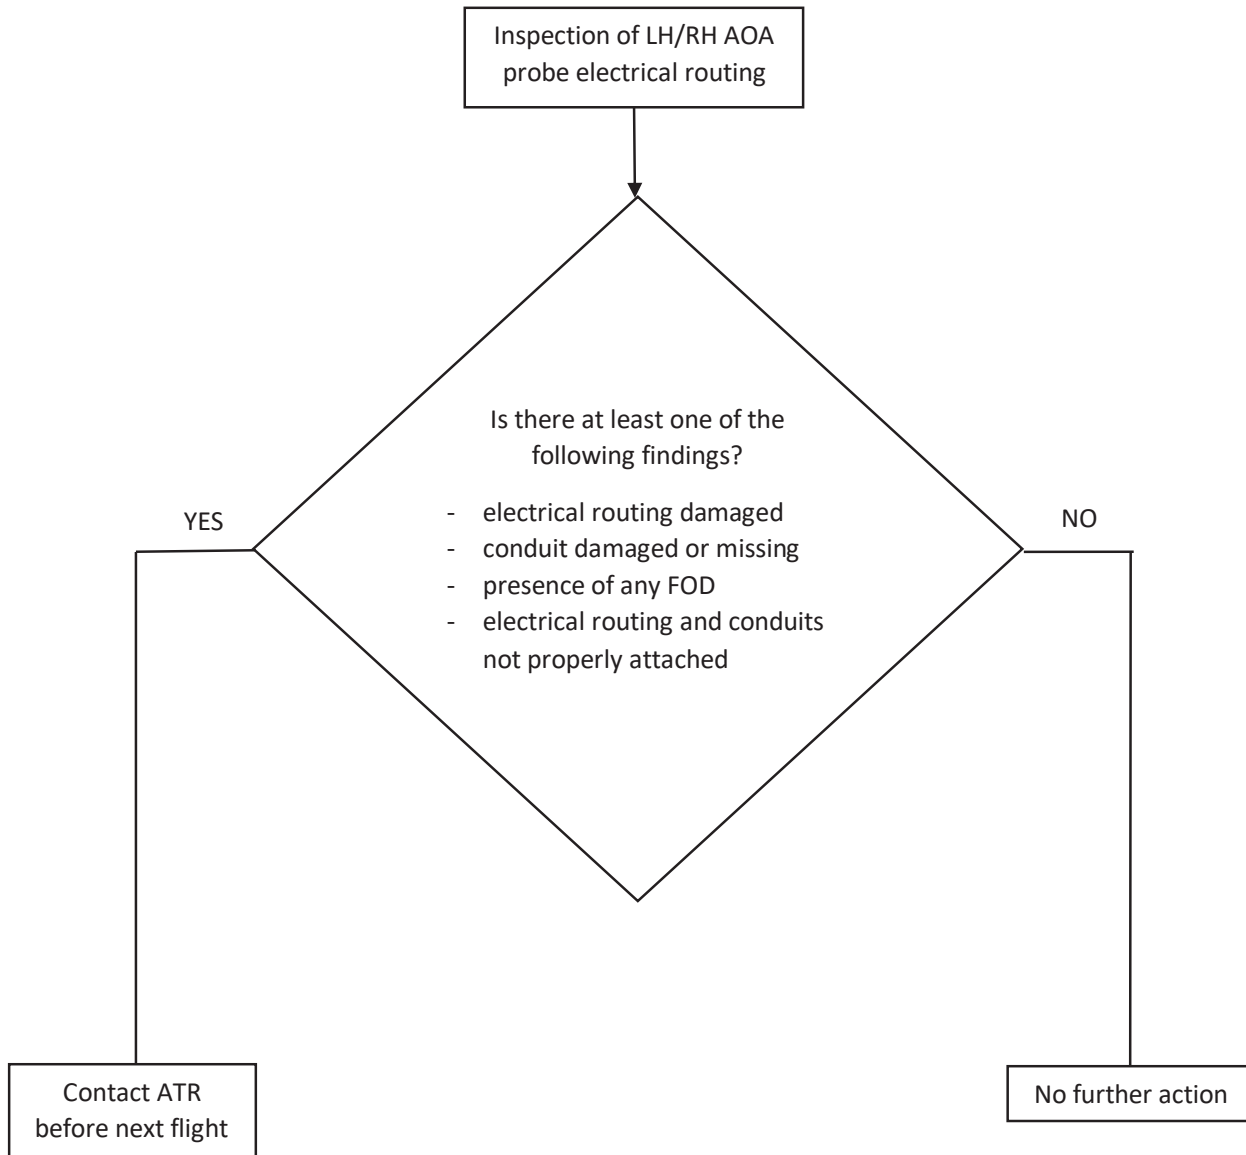 Inspection of LH/RH AOA
probe electrical routing
Is there at least one of the
following findings?
- electrical routing damaged
- conduit damaged or missing
- presence of any FOD
- electrical routing and conduits
not properly attached
YES
NO
Contact ATR
before next flight
No further action